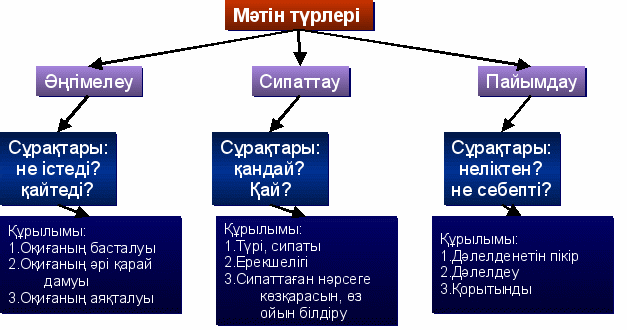 Мәтін түрлері
Әңгімелеу
Сипаттау
Пайымдау
Сұрақтары:
не істеді?
қайтеді?
Сұрақтары:
қандай?
Қай?
Сұрақтары:
неліктен?
не себепті?
Құрылымы:
1.Оқиғаның басталуы
2.Оқиғаның әрі қарай
дамуы
3.Оқиғаның аяқталуы
Құрылымы:
1.Түрі, сипаты
2.Ерекшелігі
3.Сипаттаған нәрсеге
көзқарасын, өз
ойын білдіру
Құрылымы:
1.Дәлелденетін пікір
2.Дәлелдеу
3.Қорытынды